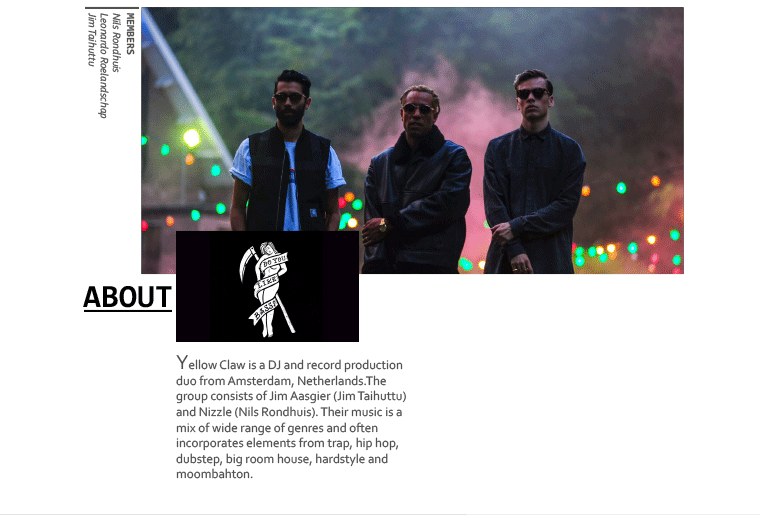 MEMBERS
Nils Rondhuis
Leonardo Roelandschap
Jim Taihuttu
DO YOU
LIKE
BASS?
ABOUT
Yellow Claw is a DJ and record production
duo from Amsterdam, Netherlands.The
group consists of Jim Aasgier (Jim Taihuttu)
and Nizzle (Nils Rondhuis). Their music is a
mix of wide range of genres and often
incorporates elements from trap, hip hop,
dubstep, big room house, hardstyle and
moombahton.